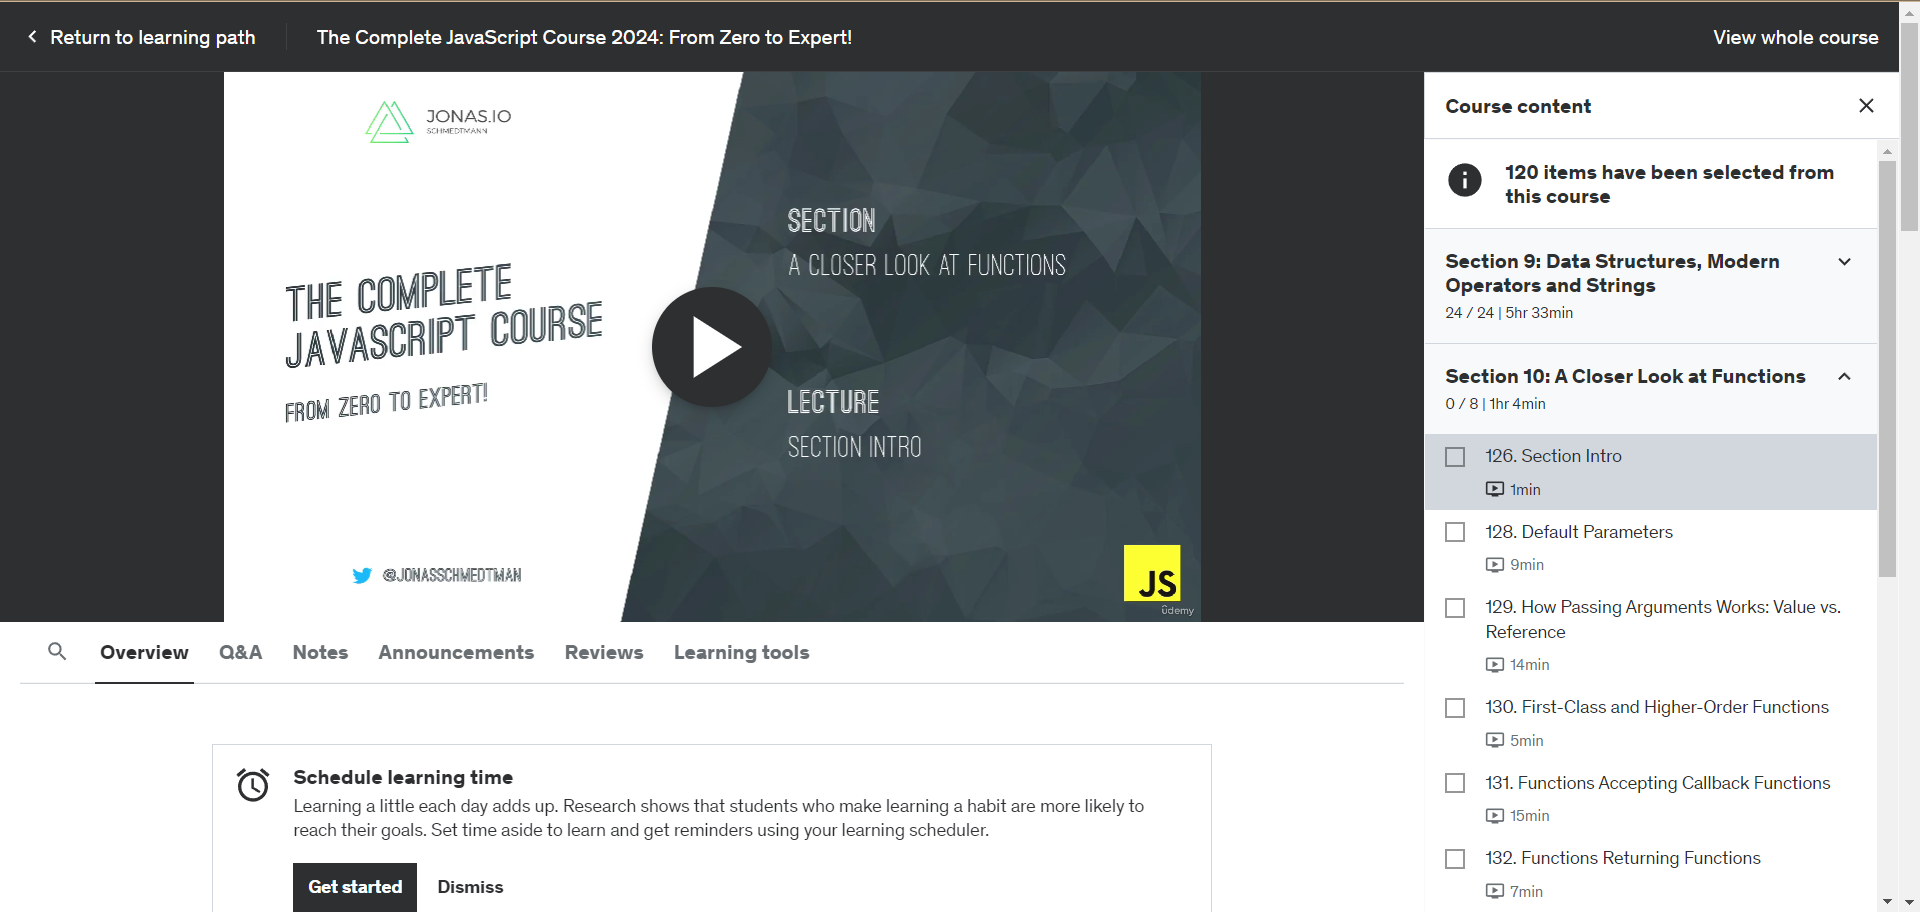 Return to learning path
The Complete JavaScript Course 2024: From Zero to Expert!
View whole course
JONAS.IO
SCHMEDTMANN
THE COMPLETE
JAVASCRIPT COURSE
FROM ZERO TO EXPERT!
@JONASSCHMEDTMAN
SECTION
A CLOSER LOOK AT FUNCTIONS
LECTURE
SECTION INTRO
JS
ûdemy
Course content
120 items have been selected from
this course
Section 9: Data Structures, Modern
Operators and Strings
24 / 24 | 5hr 33min
Section 10: A Closer Look at Functions
0 / 8 | 1hr 4min
126. Section Intro
1min
128. Default Parameters
9min
129. How Passing Arguments Works: Value vs.
Reference
14min
130. First-Class and Higher-Order Functions
5min
131. Functions Accepting Callback Functions
15min
132. Functions Returning Functions
7min
Overview
Q&A
Notes
Announcements
Reviews
Learning tools
Schedule learning time
Learning a little each day adds up. Research shows that students who make learning a habit are more likely to
reach their goals. Set time aside to learn and get reminders using your learning scheduler.
Get started
Dismiss